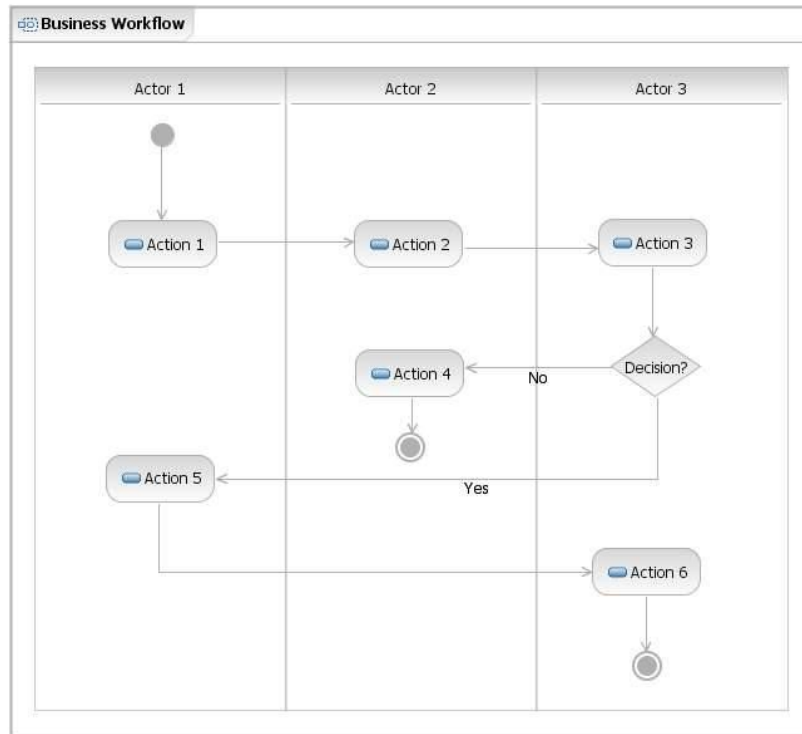 Business Workflow
Actor 1
Actor 2
Actor 3
Action 1
Action 2
Action 3
Action 4
No
Decision?
Action 5
Yes
Action 6